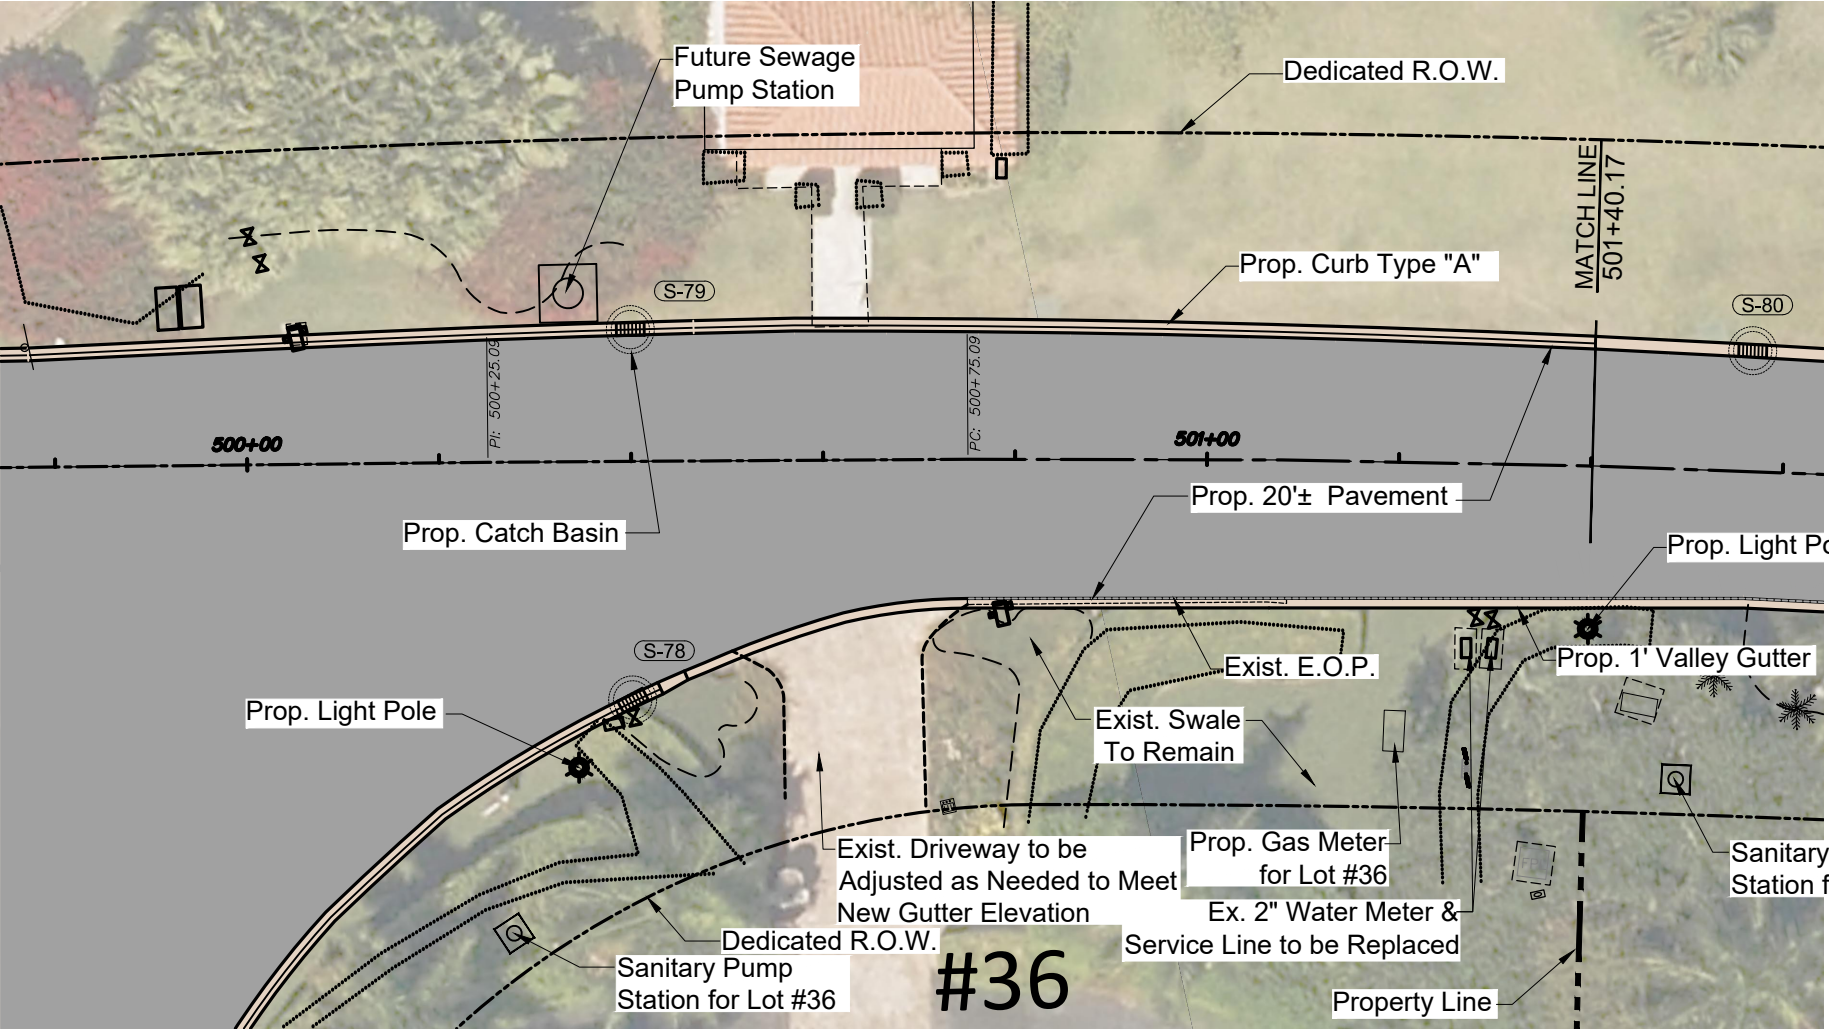 Future Sewage
Pump Station
Dedicated R.O.W.
MATCH LINE
501+40.17
Prop. Curb Type "A"
S-79
S-80
PI: 500+25.09
PC: 500+75.09
500+00
501+00
Prop. 20'± Pavement
Prop. Catch Basin
Prop. Light Po
S-78
Exist. E.O.P.
Prop. 1' Valley Gutter
Prop. Light Pole
Exist. Swale
To Remain
Exist. Driveway to be
Adjusted as Needed to Meet
New Gutter Elevation
Prop. Gas Meter
for Lot #36
Sanitary
Station f
Ex. 2" Water Meter &
Service Line to be Replaced
Dedicated R.O.W.
Sanitary Pump
Station for Lot #36
#36
Property Line